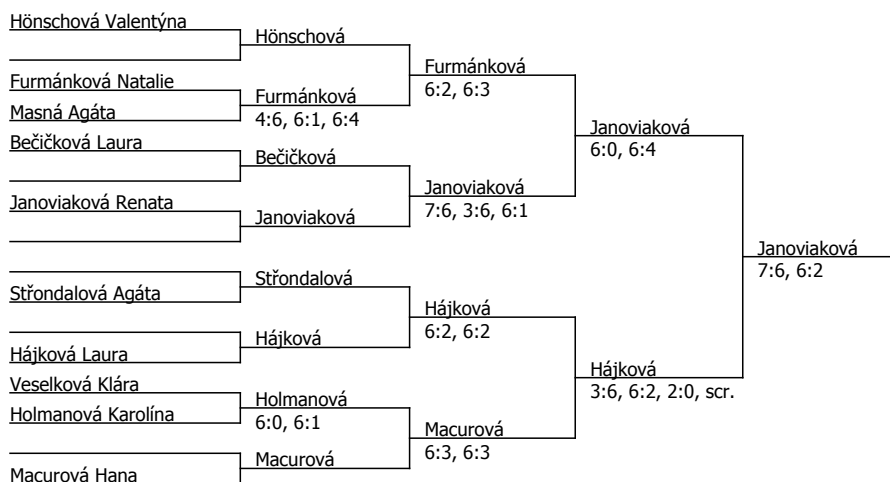 Hönschová Valentýna
Hönschová
Furmánková
6:2, 6:3
Furmánková Natalie
Furmánková
4:6, 6:1, 6:4
Masná Agáta
Janoviaková
6:0, 6:4
Bečičková Laura
Bečičková
Janoviaková
7:6, 3:6, 6:1
Janoviaková Renata
Janoviaková
Janoviaková
7:6, 6:2
Střondalová
Střondalová Agáta
Hájková
6:2, 6:2
Hájková
Hájková Laura
Hájková
3:6, 6:2, 2:0, scr.
Veselková Klára
Holmanová
6:0, 6:1
Holmanová Karolína
Macurová
6:3, 6:3
Macurová
Macurová Hana